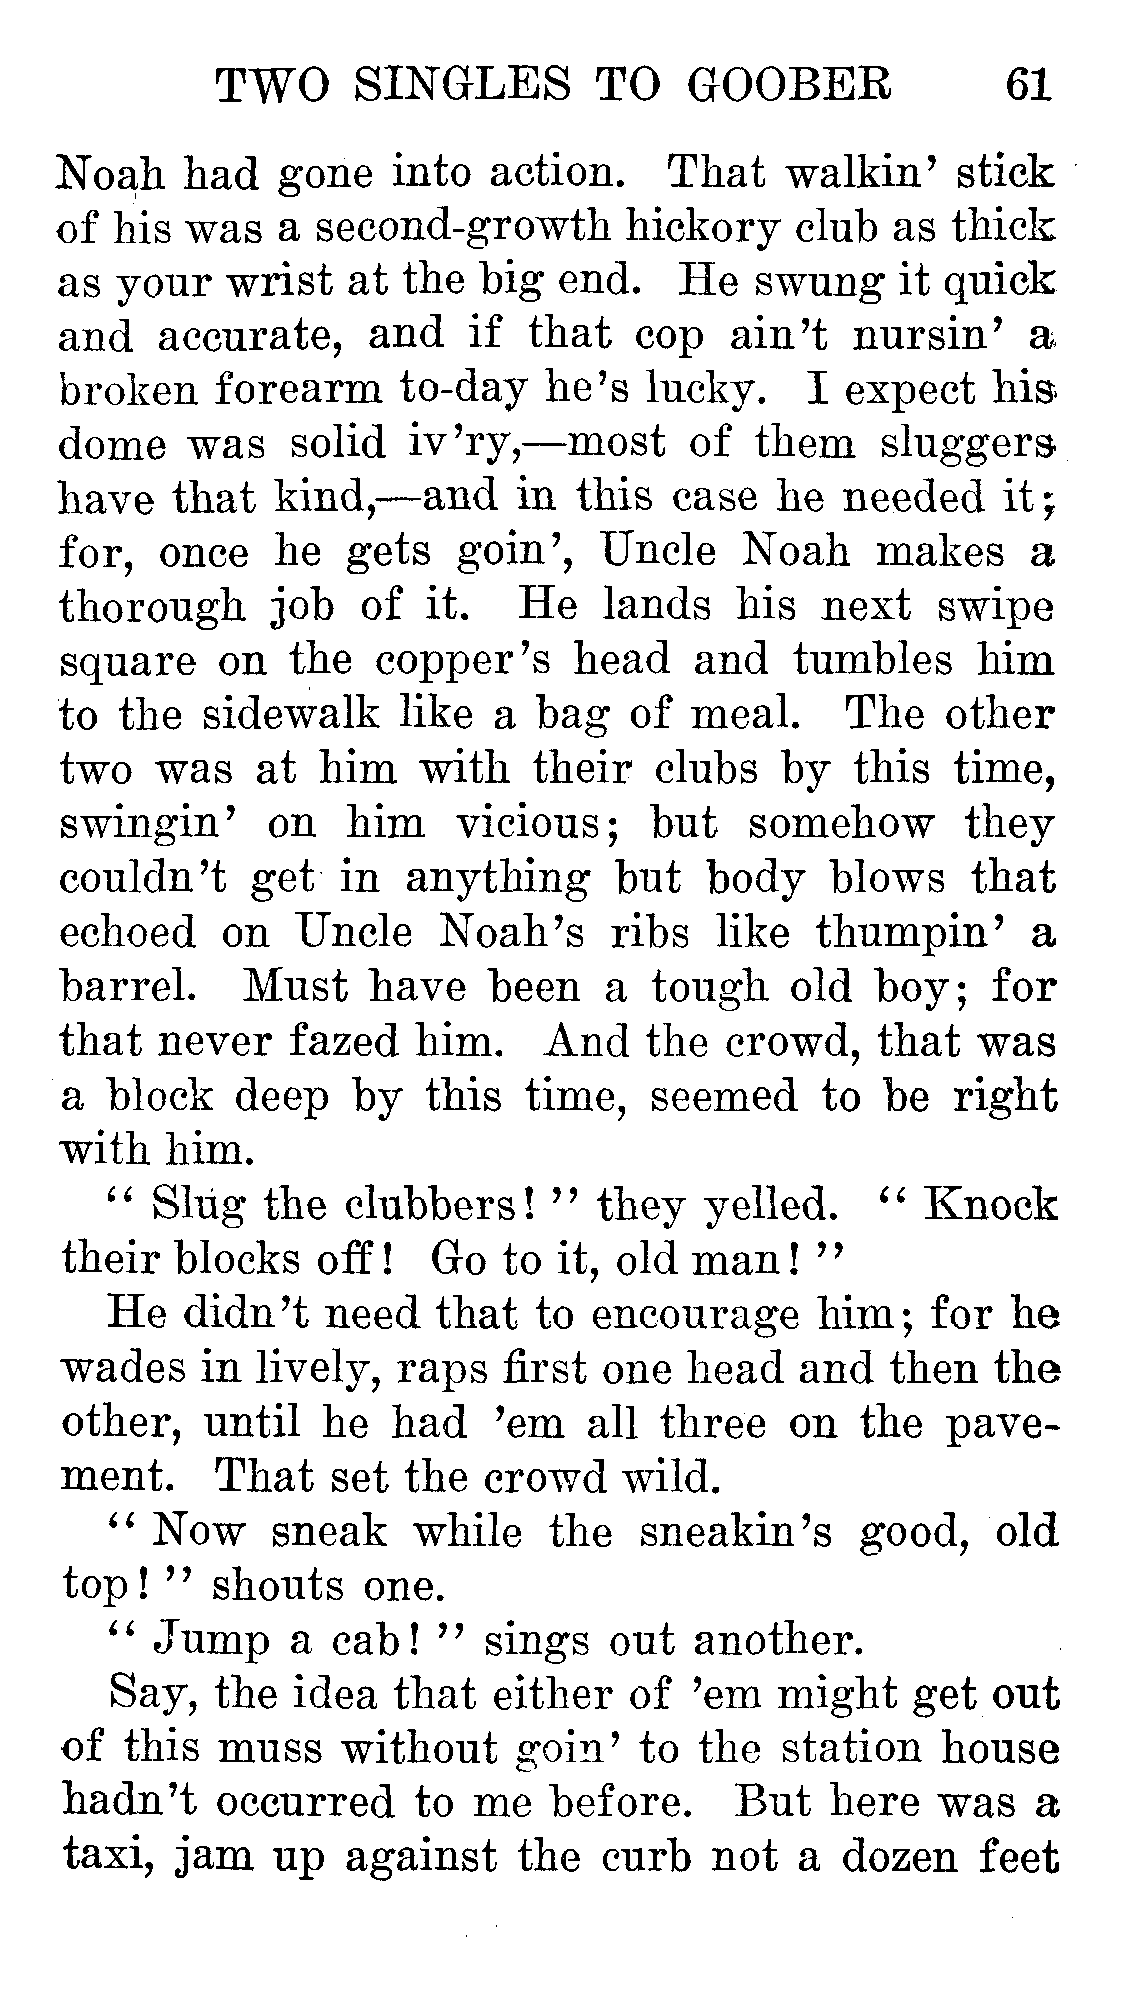 TWO SINGLES TO GOOBER 61
Noah had gone into action. That walkin' stick
of his was a second-growth hickory club as thick
as your wrist at the big end. He swung it quick
and accurate, and if that cop ain't nursin' a
broken forearm to-day he's lucky. I expect his
dome was solid iv'ry,—most of them sluggers
have that kind,—and in this case he needed it;
for, once he gets goin', Uncle Noah makes a
thorough job of it. He lands his next swipe
square on the copper's head and tumbles him
to the sidewalk like a bag of meal. The other
two was at him with their clubs by this time,
swingin' on him vicious; but somehow they
couldn't get in anything but body blows that
echoed on Uncle Noah's ribs like thumpin' a
barrel. Must have been a tough old boy; for
that never fazed him. And the crowd, that was
a block deep by this time, seemed to be right
with him.
"Slug the clubbers!" they yelled. "Knock
their blocks off! Go to it, old man!"
He didn't need that to encourage him; for he
wades in lively, raps first one head and then the
other, until he had 'em all three on the pave-
ment. That set the crowd wild.
"Now sneak while the sneakin's good, old
top!" shouts one.
"Jump a cab!" sings out another.
Say, the idea that either of 'em might get out
of this muss without goin' to the station house
hadn't occurred to me before. But here was a
taxi, jam up against the curb not a dozen feet